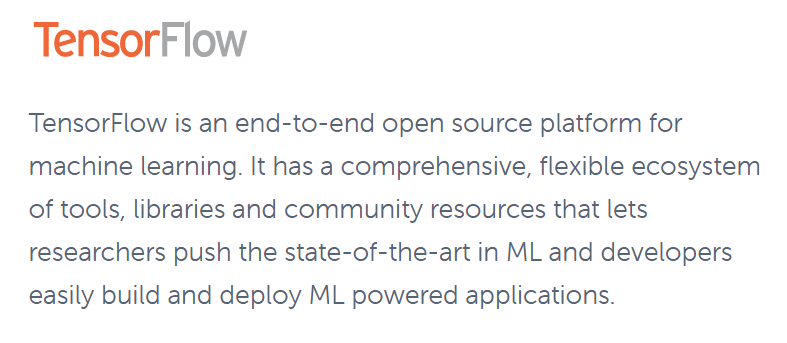 TensorFlow
TensorFlow is an end-to-end open source platform for
machine learning. It has a comprehensive, flexible ecosystem
of tools, libraries and community resources that lets
researchers push the state-of-the-art in ML and developers
easily build and deploy ML powered applications.